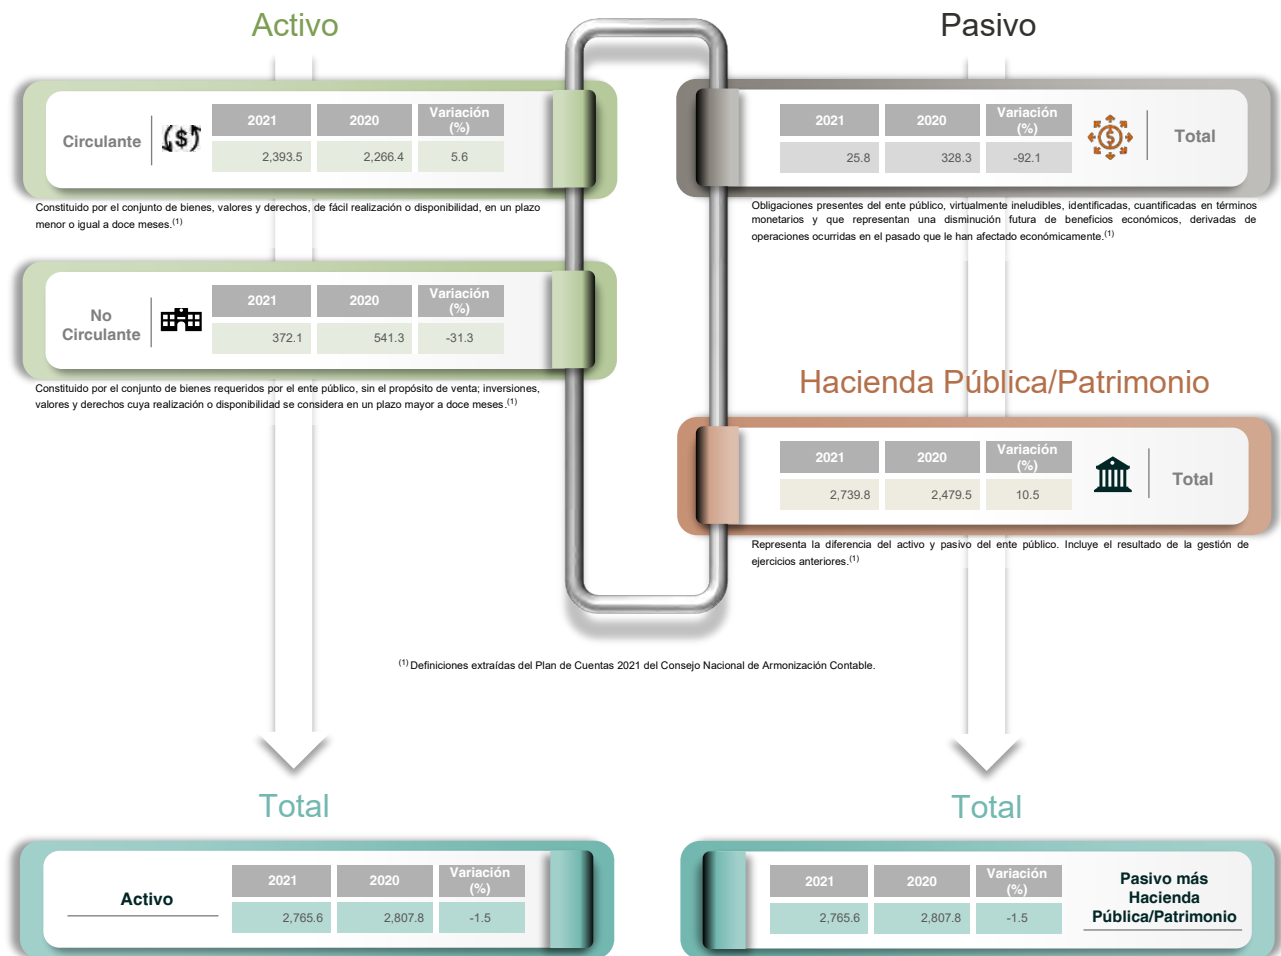 Activo
Circulante
2021 2020 Variación
(%)
2,393.5 2,266.4 5.6
Constituido por el conjunto de bienes, valores y derechos, de fácil realización o disponibilidad, en un plazo
menor o igual a doce meses.(1)
No
Circulante
2021 2020 Variación
(%)
372.1 541.3 -31.3
Constituido por el conjunto de bienes requeridos por el ente público, sin el propósito de venta; inversiones,
valores y derechos cuya realización o disponibilidad se considera en un plazo mayor a doce meses.(1)
Pasivo
2021 2020 Variación
(%)
25.8 328.3 -92.1
Total
Obligaciones presentes del ente público, virtualmente ineludibles, identificadas, cuantificadas en términos
monetarios y que representan una disminución futura de beneficios económicos, derivadas de
operaciones ocurridas en el pasado que le han afectado económicamente.(1)
Hacienda Pública/Patrimonio
2021 2020 Variación
(%)
2,739.8 2,479.5 10.5
Total
Representa la diferencia del activo y pasivo del ente público. Incluye el resultado de la gestión de
ejercicios anteriores.(1)
(1) Definiciones extraídas del Plan de Cuentas 2021 del Consejo Nacional de Armonización Contable.
Total
Activo
2021 2020 Variación
(%)
2,765.6 2,807.8 -1.5
Total
2021 2020 Variación
(%)
2,765.6 2,807.8 -1.5
Pasivo más
Hacienda
Pública/Patrimonio